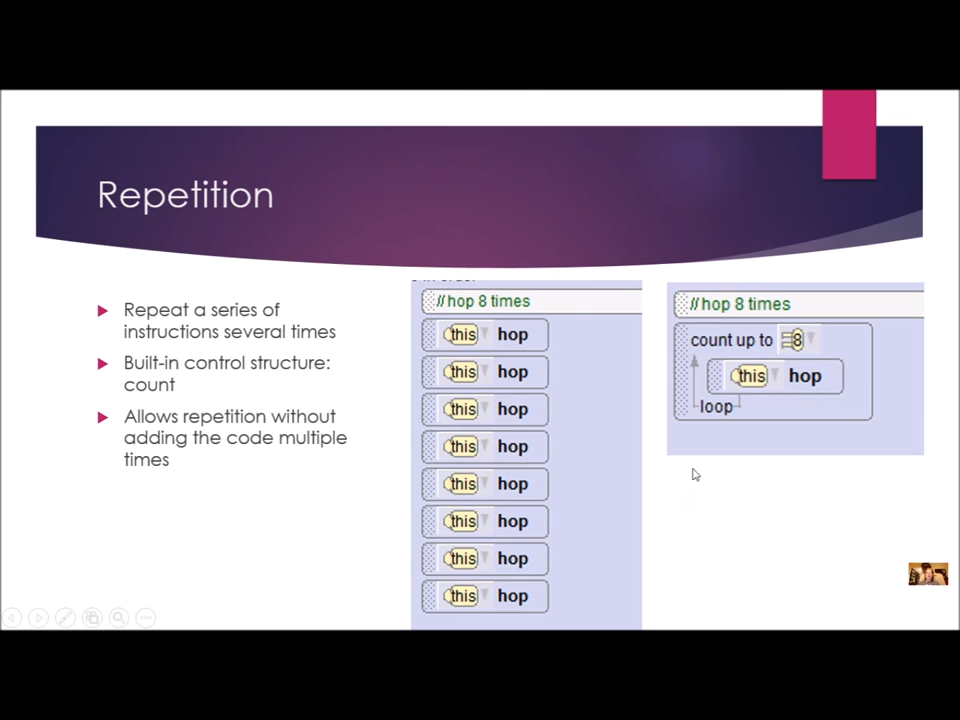 Repetition
Repeat a series of
instructions several times
Built-in control structure:
count
Allows repetition without
adding the code multiple
times
//hop 8 times
this hop
this hop
this hop
this hop
this hop
this hop
this hop
this hop
//hop 8 times
count up to 8
this hop
loop